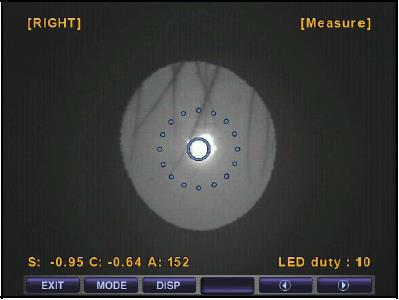 [RIGHT] [Measure]
S: -0.95 C: -0.64 A: 152 LED duty : 10
EXIT MODE DISP